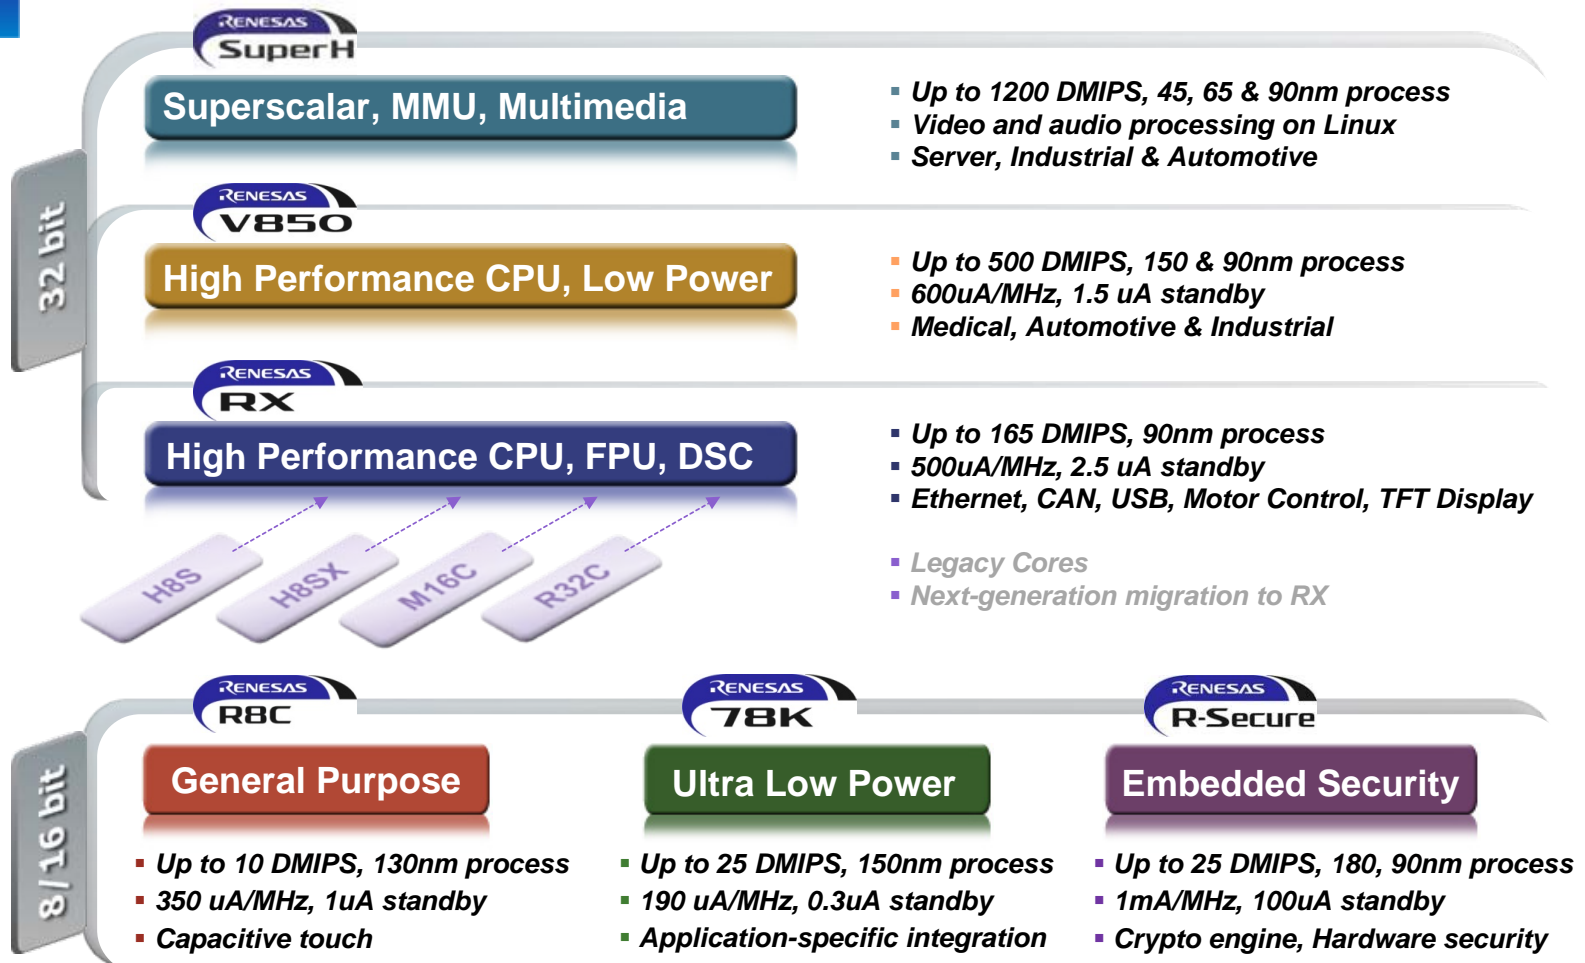 RENESAS
SuperH
Superscalar, MMU, Multimedia
▪ Up to 1200 DMIPS, 45, 65 & 90nm process
▪ Video and audio processing on Linux
▪ Server, Industrial & Automotive
32 bit
RENESAS
V850
High Performance CPU, Low Power
▪ Up to 500 DMIPS, 150 & 90nm process
▪ 600uA/MHz, 1.5 uA standby
▪ Medical, Automotive & Industrial
RENESAS
RX
High Performance CPU, FPU, DSC
▪ Up to 165 DMIPS, 90nm process
▪ 500uA/MHz, 2.5 uA standby
▪ Ethernet, CAN, USB, Motor Control, TFT Display
H8S
H8SX
M16C
R32C
▪ Legacy Cores
▪ Next-generation migration to RX
8/16 bit
RENESAS
R8C
General Purpose
▪ Up to 10 DMIPS, 130nm process
▪ 350 uA/MHz, 1uA standby
▪ Capacitive touch
RENESAS
78K
Ultra Low Power
▪ Up to 25 DMIPS, 150nm process
▪ 190 uA/MHz, 0.3uA standby
▪ Application-specific integration
RENESAS
R-Secure
Embedded Security
▪ Up to 25 DMIPS, 180, 90nm process
▪ 1mA/MHz, 100uA standby
▪ Crypto engine, Hardware security